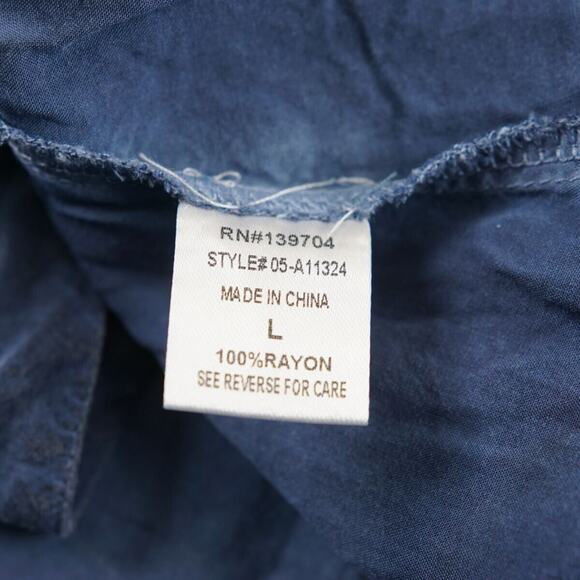 RN#139704
STYLE# 05-A11324
MADE IN CHINA
L
100%RAYON
SEE REVERSE FOR CARE